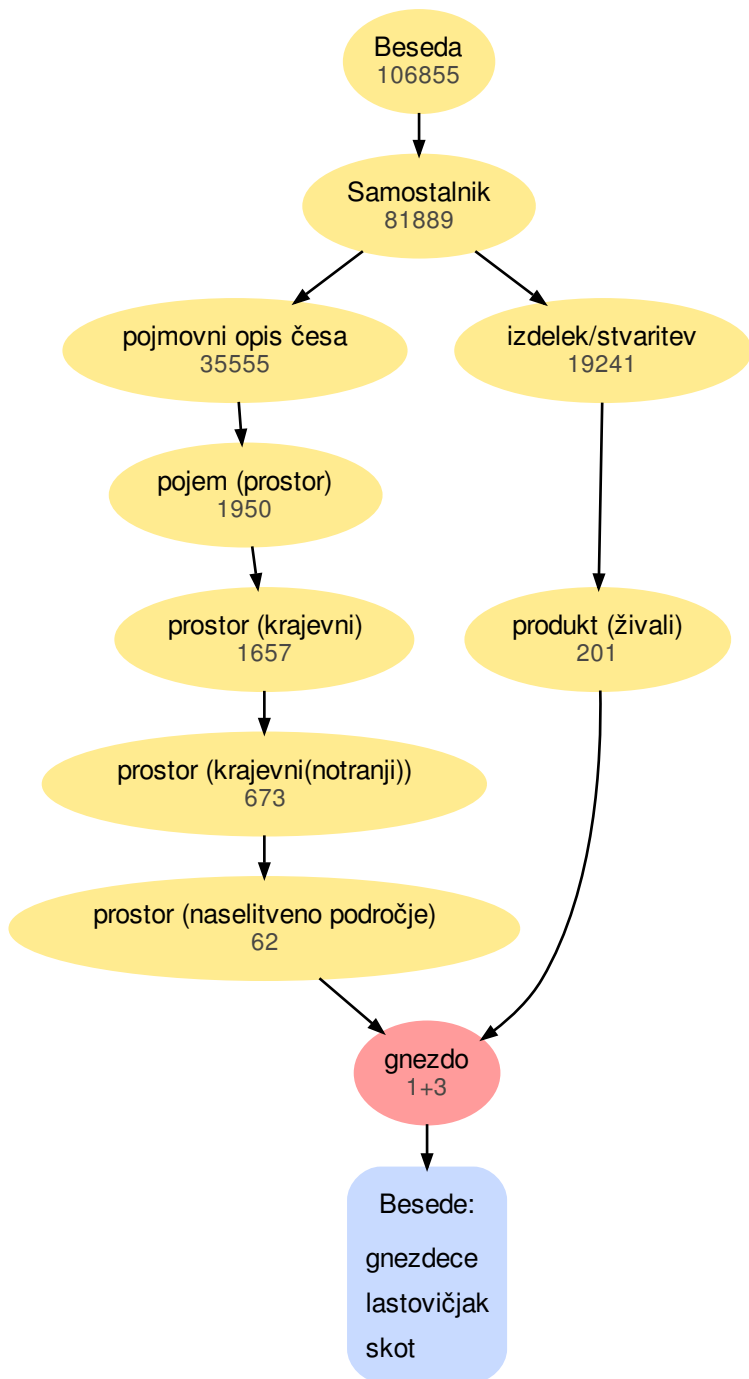 Beseda
106855
Samostalnik
81889
pojmovni opis česa
35555
izdelek/stvaritev
19241
pojem (prostor)
1950
prostor (krajevni)
1657
produkt (živali)
201
prostor (krajevni(notranji))
673
prostor (naselitveno področje)
62
gnezdo
1+3
Besede:
gnezdece
lastovičjak
skot